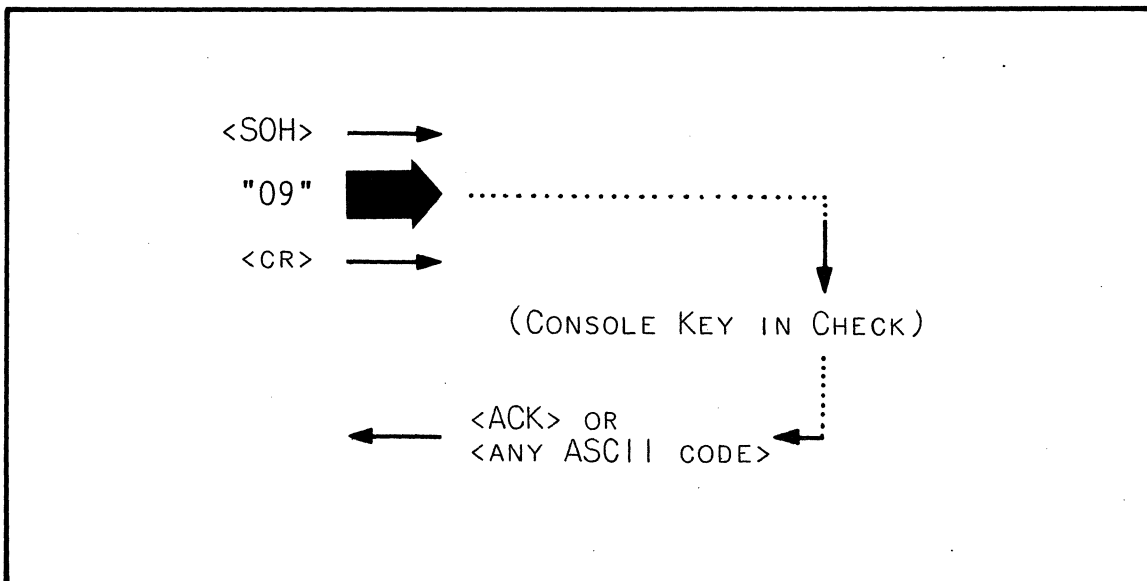 <SOH>
"09"
<CR>
(CONSOLE KEY IN CHECK)
<ACK> OR
<ANY ASCII CODE>